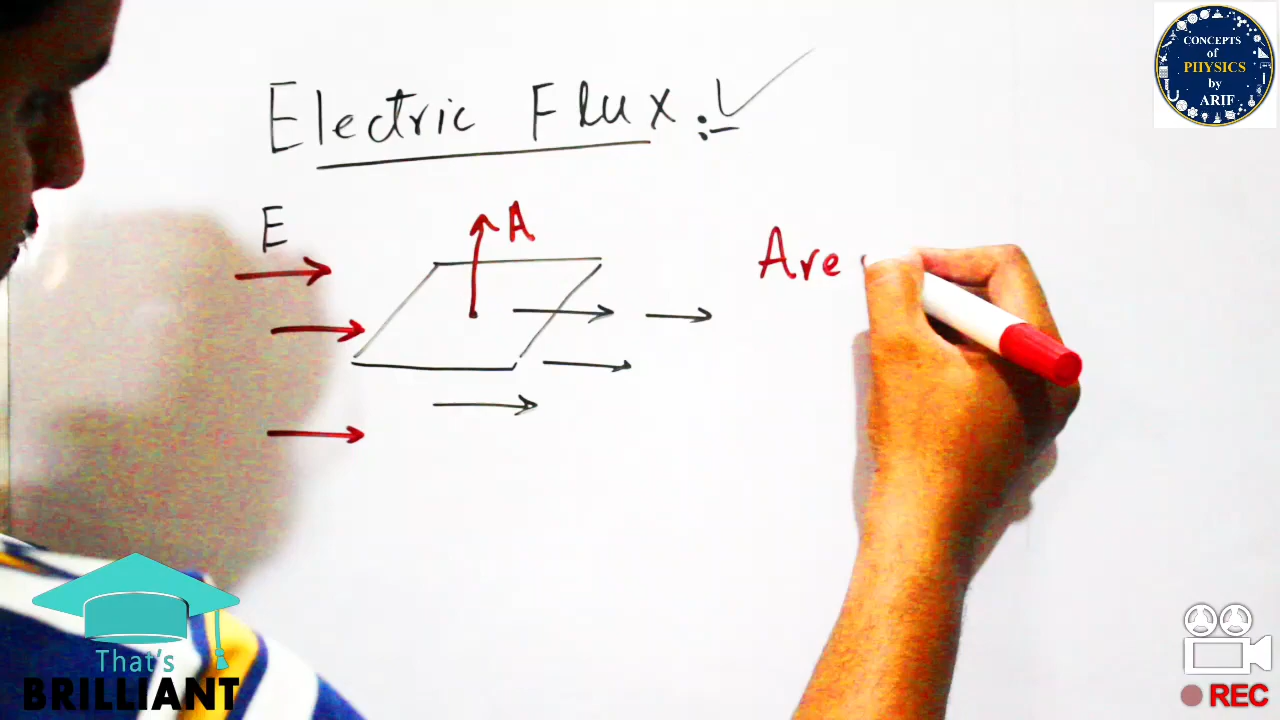 Electric Flux :-
E
A
Are
CONCEPTS
of
PHYSICS
by
ARIF
That's
BRILLIANT
REC